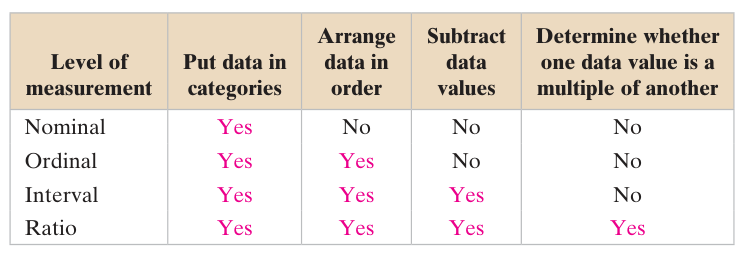 Level of measurement Put data in categories Arrange data in order Subtract data values Determine whether one data value is a multiple of another
Nominal Yes No No No
Ordinal Yes Yes No No
Interval Yes Yes Yes No
Ratio Yes Yes Yes Yes